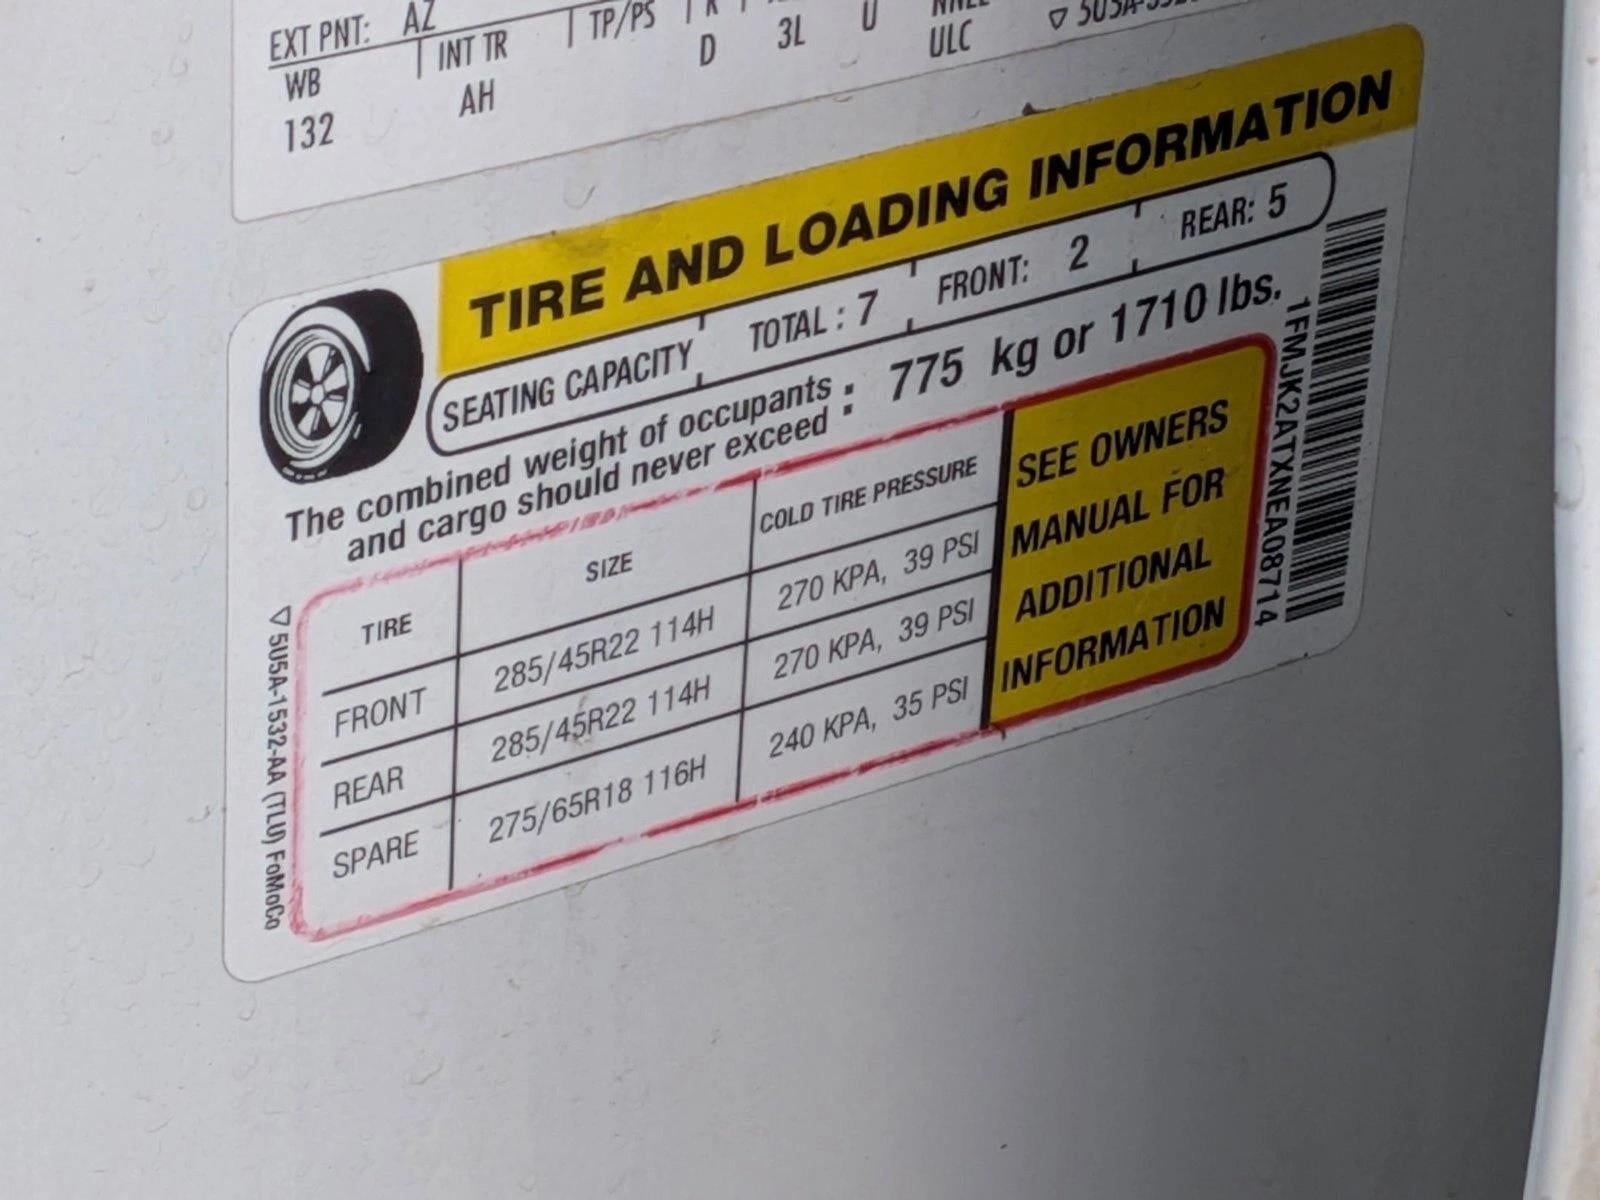 EXT PNT: AZ
WB INT TR TP/PS R
132 AH D 3L U ULC
TIRE AND LOADING INFORMATION
SEATING CAPACITY TOTAL : 7 FRONT: 2 REAR: 5
The combined weight of occupants
and cargo should never exceed : 775 kg or 1710 lbs.
TIRE SIZE COLD TIRE PRESSURE
FRONT 285/45R22 114H 270 KPA, 39 PSI
REAR 285/45R22 114H 270 KPA, 39 PSI
SPARE 275/65R18 116H 240 KPA, 35 PSI
SEE OWNERS
MANUAL FOR
ADDITIONAL
INFORMATION
1FMJK2ATXNEA08714
5U5A-1532-AA (TLU) FoMoCo